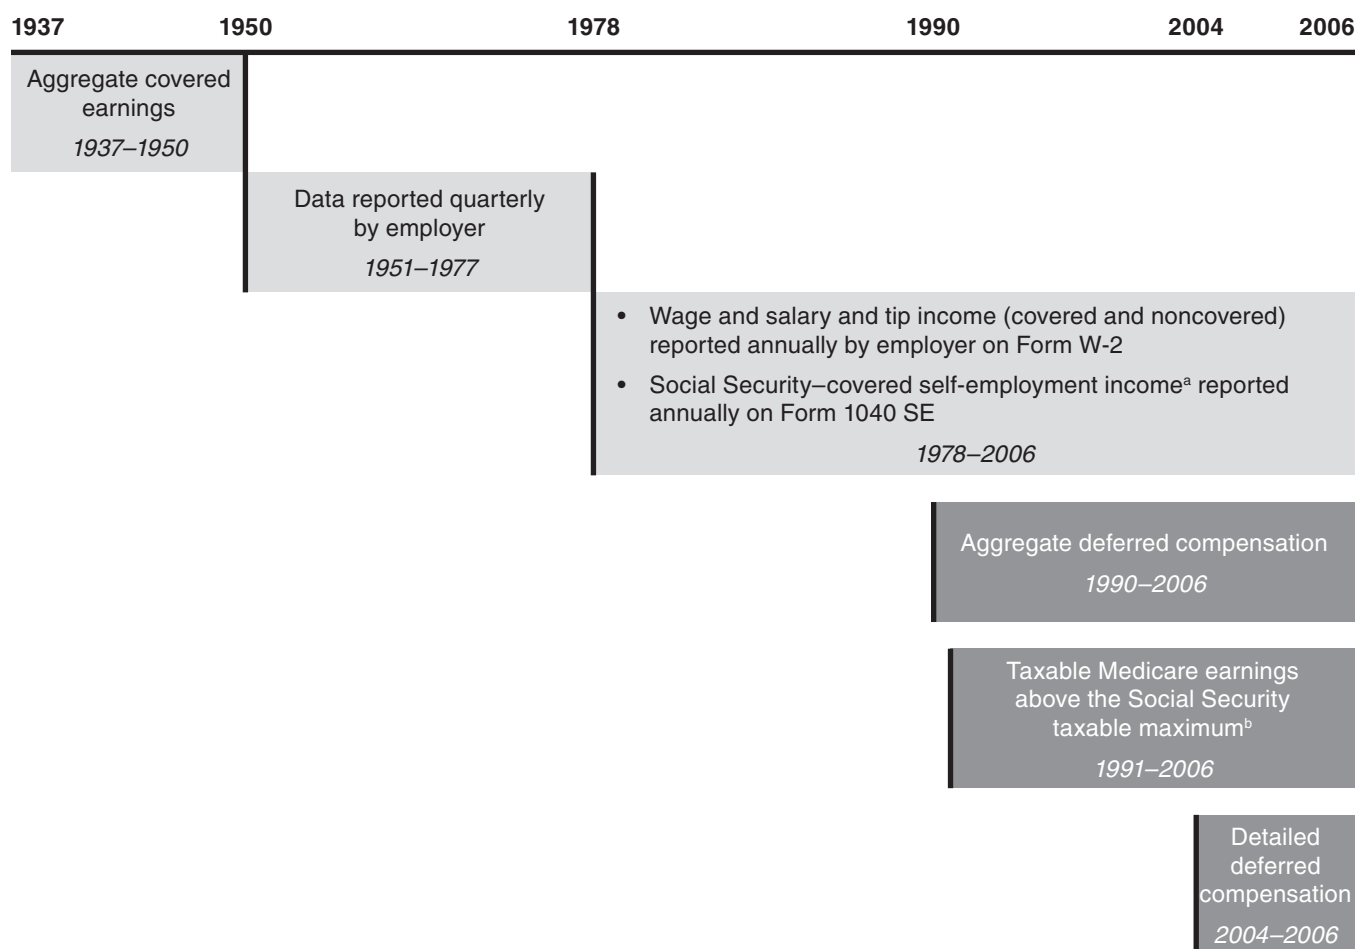 1937 1950 1978 1990 2004 2006
Aggregate covered
earnings
1937–1950
Data reported quarterly
by employer
1951–1977
• Wage and salary and tip income (covered and noncovered)
reported annually by employer on Form W-2
• Social Security–covered self-employment incomeᵃ reported
annually on Form 1040 SE
1978–2006
Aggregate deferred compensation
1990–2006
Taxable Medicare earnings
above the Social Security
taxable maximumᵇ
1991–2006
Detailed
deferred
compensation
2004–2006